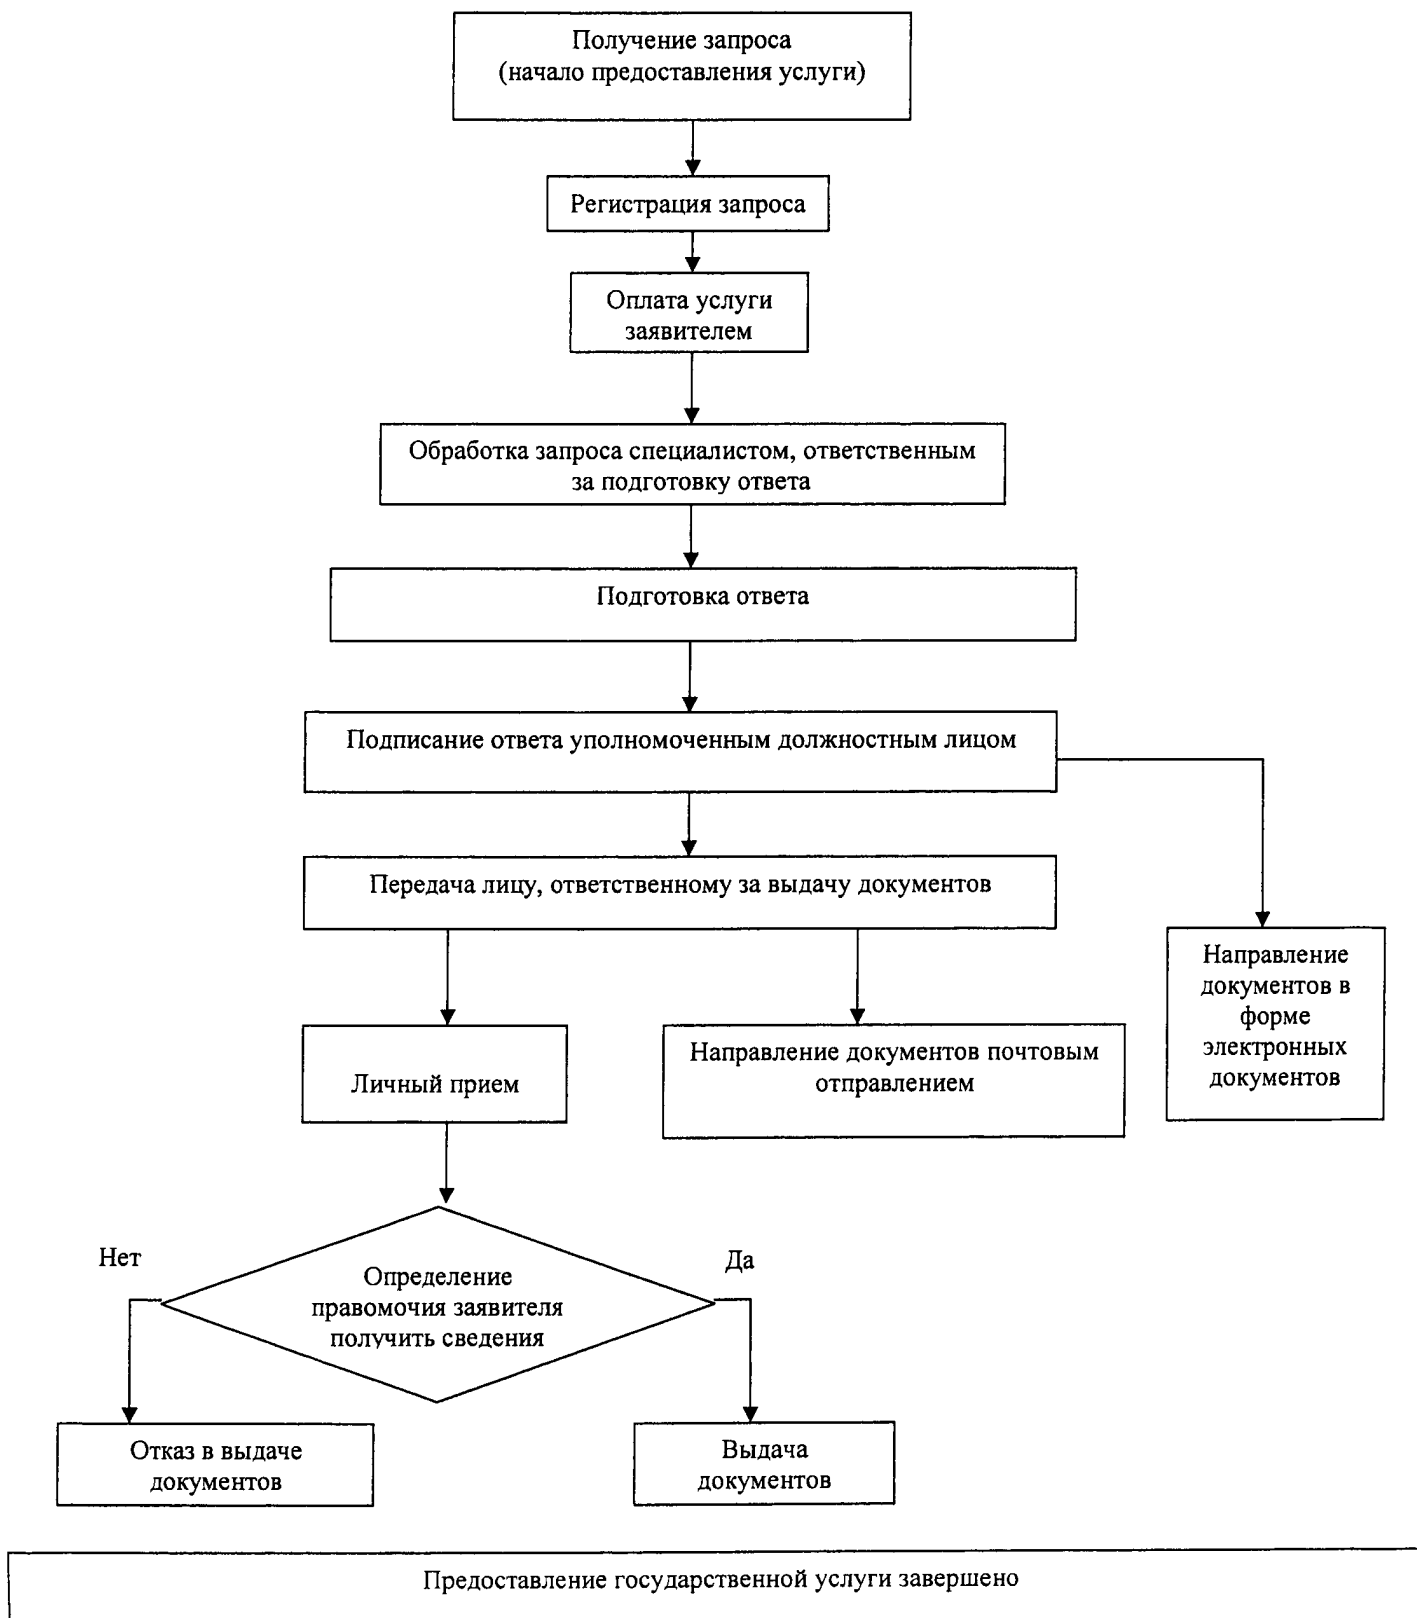 Получение запроса
(начало предоставления услуги)
Регистрация запроса
Оплата услуги
заявителем
Обработка запроса специалистом, ответственным
за подготовку ответа
Подготовка ответа
Подписание ответа уполномоченным должностным лицом
Передача лицу, ответственному за выдачу документов
Направление
документов в
форме
электронных
документов
Личный прием
Направление документов почтовым
отправлением
Нет
Да
Определение
правомочия заявителя
получить сведения
Отказ в выдаче
документов
Выдача
документов
Предоставление государственной услуги завершено